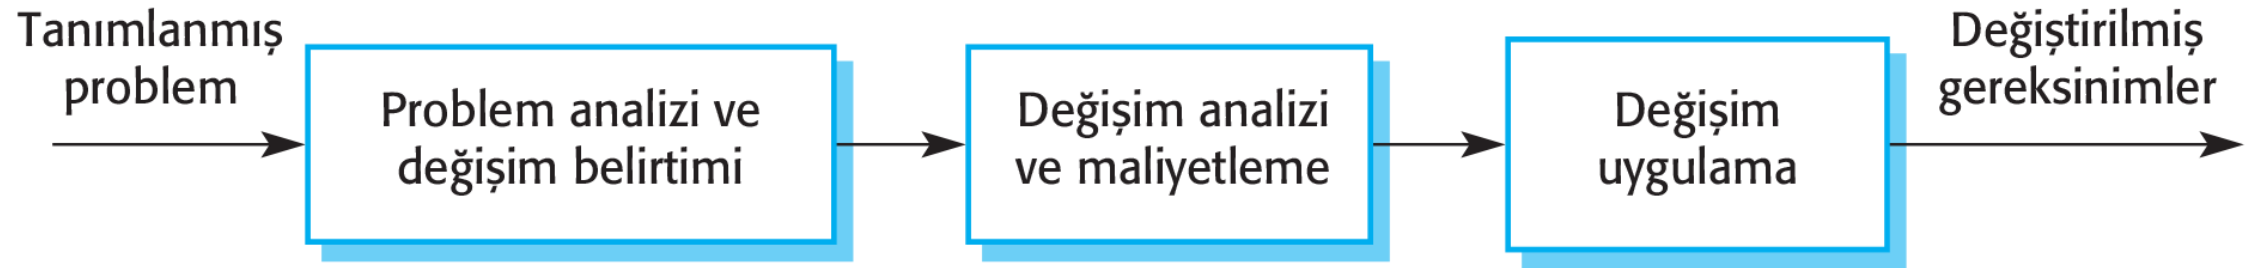 Tanımlanmış
problem
Problem analizi ve
değişim belirtimi
Değişim analizi
ve maliyetleme
Değişim
uygulama
Değiştirilmiş
gereksinimler